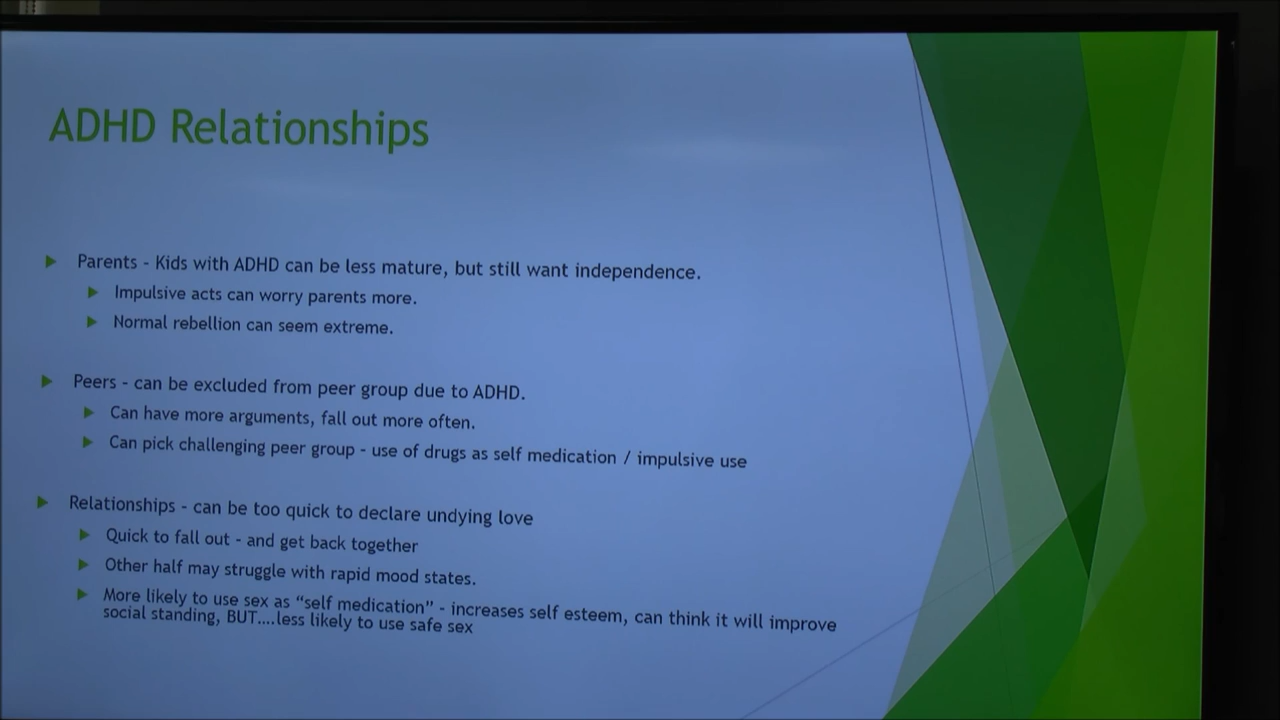 ADHD Relationships
Parents - Kids with ADHD can be less mature, but still want independence.
Impulsive acts can worry parents more.
Normal rebellion can seem extreme.
Peers - can be excluded from peer group due to ADHD.
Can have more arguments, fall out more often.
Can pick challenging peer group - use of drugs as self medication / impulsive use
Relationships - can be too quick to declare undying love
Quick to fall out - and get back together
Other half may struggle with rapid mood states.
More likely to use sex as “self medication” - increases self esteem, can think it will improve
social standing, BUT....less likely to use safe sex